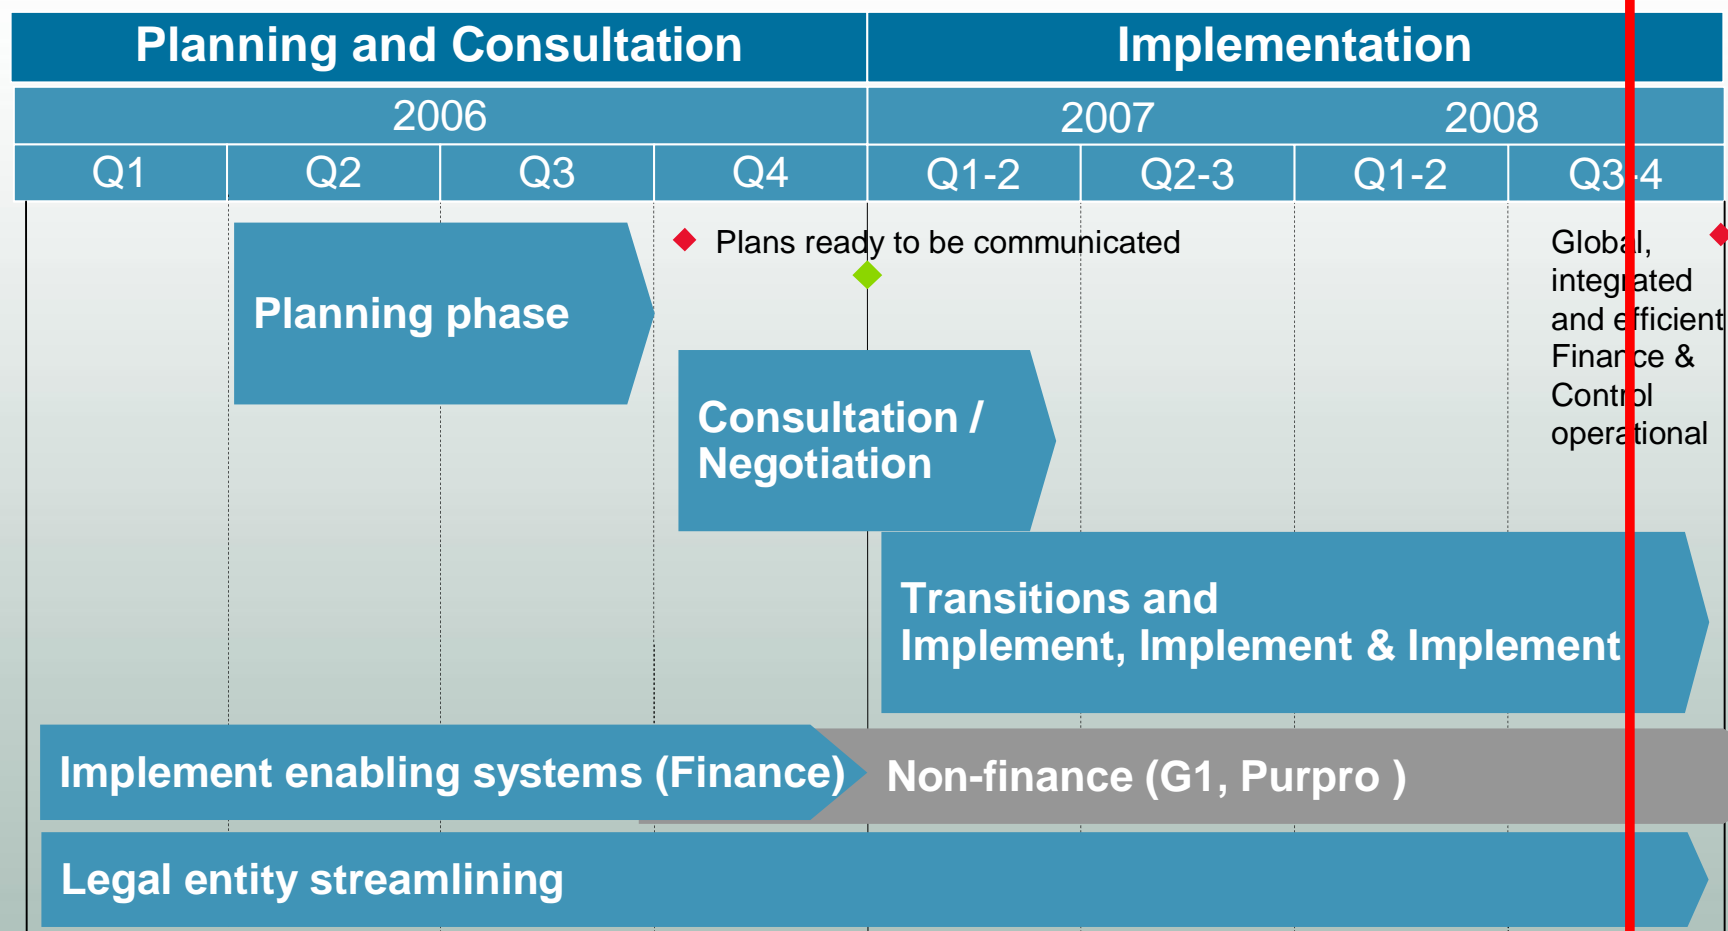 Planning and Consultation
Implementation
2006
2007
2008
Q1
Q2
Q3
Q4
Q1-2
Q2-3
Q1-2
Q3-4
Plans ready to be communicated
Global,
integrated
and efficient
Finance &
Control
operational
Planning phase
Consultation /
Negotiation
Transitions and
Implement, Implement & Implement
Implement enabling systems (Finance)
Non-finance (G1, Purpro )
Legal entity streamlining